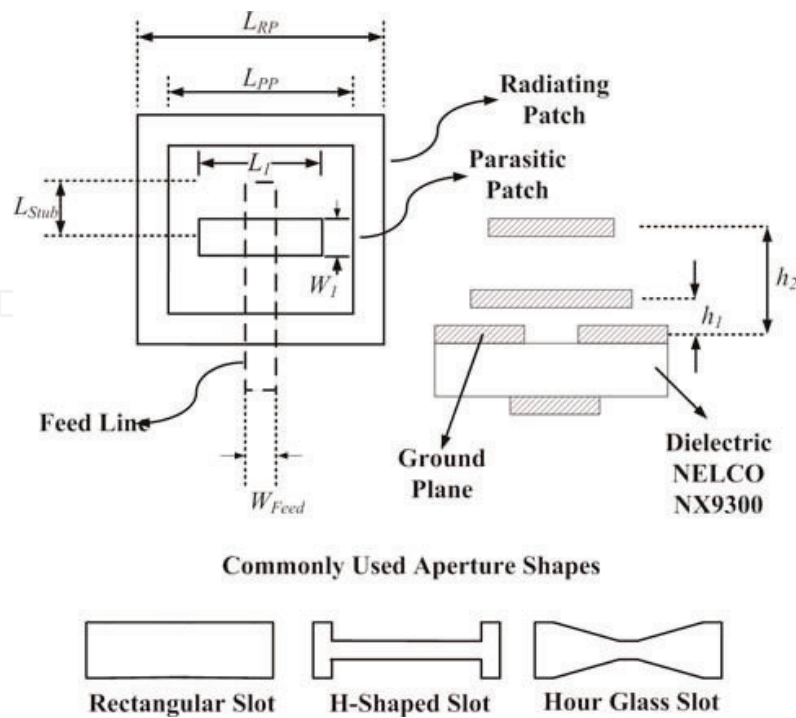 L_RP
L_PP
Radiating
Patch
L_1
Parasitic
Patch
L_Stub
W_1
h_2
h_1
Feed Line
Ground
Plane
Dielectric
NELCO
NX9300
W_Feed
Commonly Used Aperture Shapes
Rectangular Slot
H-Shaped Slot
Hour Glass Slot